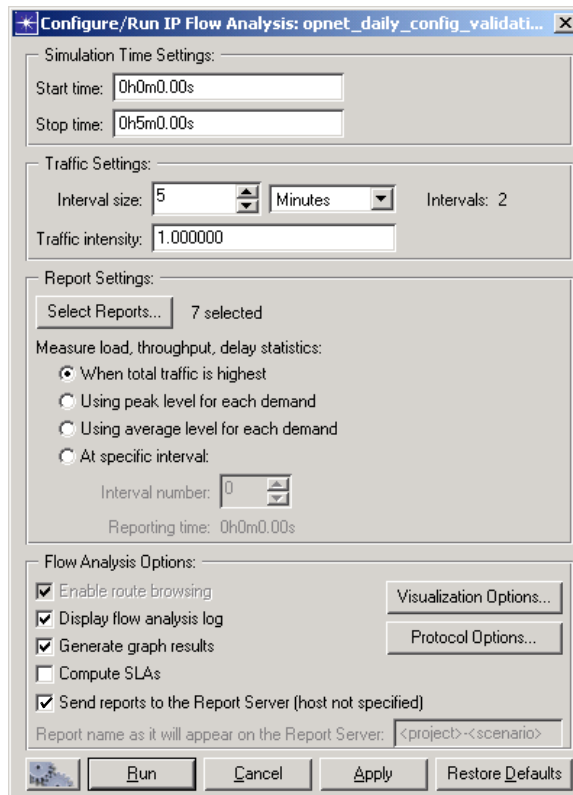 Configure/Run IP Flow Analysis: opnet_daily_config_validati...
Simulation Time Settings:
Start time: 0h0m0.00s
Stop time: 0h5m0.00s
Traffic Settings:
Interval size: 5 Minutes Intervals: 2
Traffic intensity: 1.000000
Report Settings:
Select Reports... 7 selected
Measure load, throughput, delay statistics:
When total traffic is highest
Using peak level for each demand
Using average level for each demand
At specific interval:
Interval number: 0
Reporting time: 0h0m0.00s
Flow Analysis Options:
Enable route browsing
Visualization Options...
Display flow analysis log
Generate graph results
Protocol Options...
Compute SLAs
Send reports to the Report Server (host not specified)
Report name as it will appear on the Report Server: <project>-<scenario>
Run Cancel Apply Restore Defaults